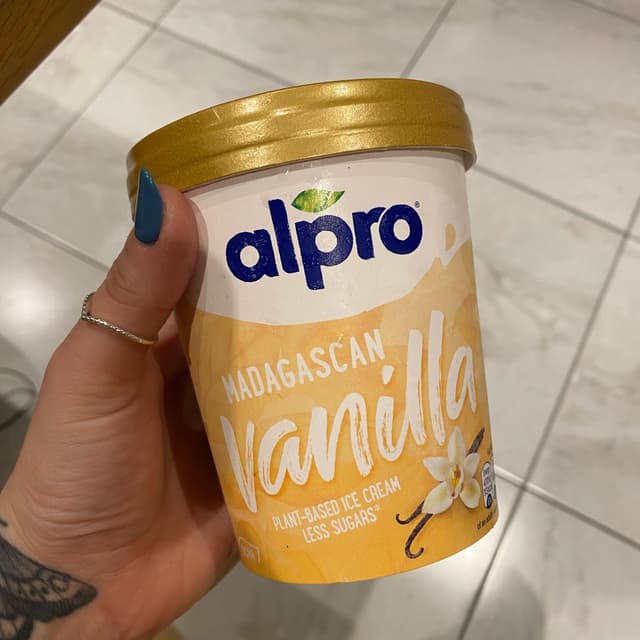 alpro®
MADAGASCAN
vanilla
PLANT-BASED ICE CREAM
LESS SUGARS*